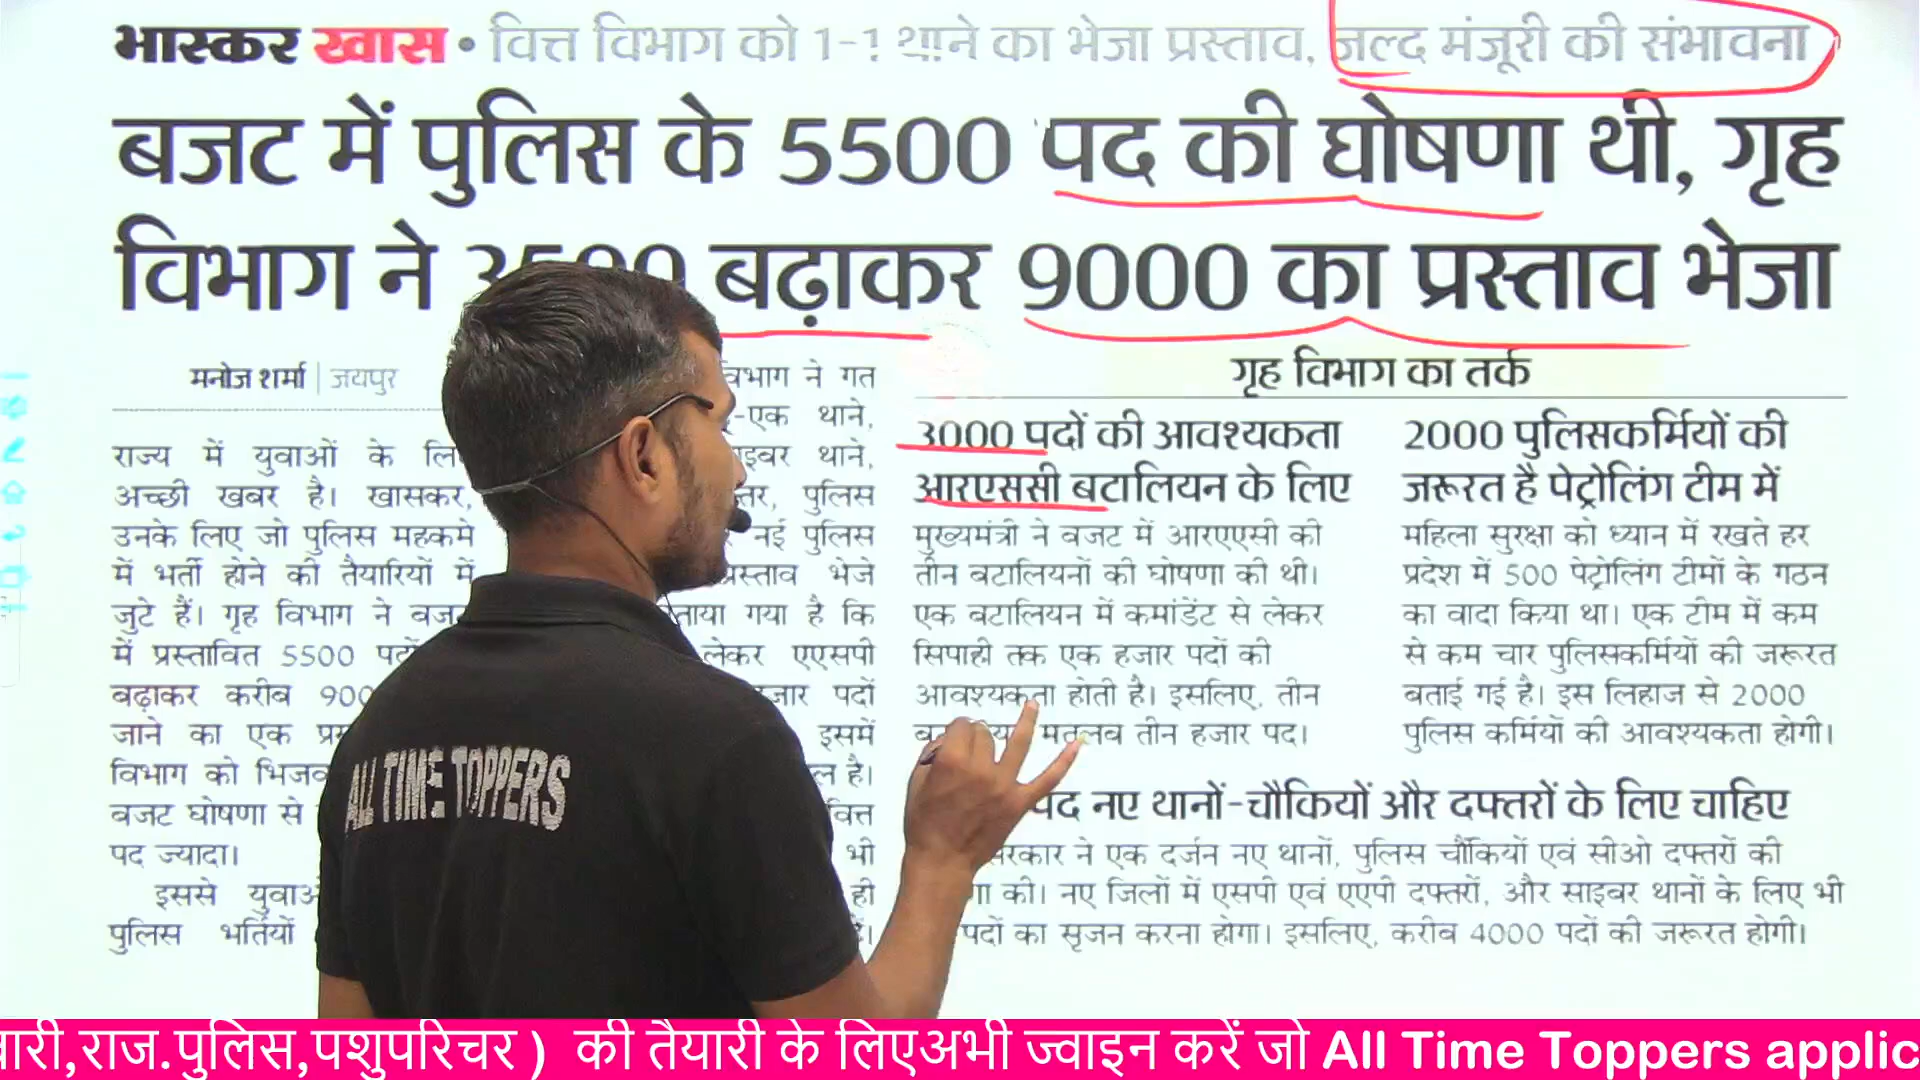 भास्कर खास • वित्त विभाग को 1-1 थाने का भेजा प्रस्ताव, जल्द मंजूरी की संभावना
बजट में पुलिस के 5500 पद की घोषणा थी, गृह
विभाग ने 3500 बढ़ाकर 9000 का प्रस्ताव भेजा
मनोज शर्मा | जयपुर
राज्य में युवाओं के
अच्छी खबर है। खासकर,
उनके लिए जो पुलिस महकमे
में भर्ती होने की तैयारियों में
जुटे हैं। गृह विभाग ने
में प्रस्तावित 5500
बढ़ाकर करीब
जाने का एक
विभाग को
बजट घोषणा से
पद ज्यादा।
इससे
पुलिस भर्तियों
ने गत
-एक थाने,
थाने,
पुलिस
नई पुलिस
भेजे
गया है कि
लेकर एएसपी
पदों
इसमें
है।
वित्त
भी
ही
गृह विभाग का तर्क
3000 पदों की आवश्यकता
आरएससी बटालियन के लिए
मुख्यमंत्री ने बजट में आरएएसी की
तीन बटालियनों की घोषणा की थी।
एक बटालियन में कमांडेंट से लेकर
सिपाही तक एक हजार पदों की
आवश्यकता होती है। इसलिए, तीन
मतलब तीन हजार पद।
2000 पुलिसकर्मियों की
जरूरत है पेट्रोलिंग टीम में
महिला सुरक्षा को ध्यान में रखते हर
प्रदेश में 500 पेट्रोलिंग टीमों के गठन
का वादा किया था। एक टीम में कम
से कम चार पुलिसकर्मियों की जरूरत
बताई गई है। इस लिहाज से 2000
पुलिस कर्मियों की आवश्यकता होगी।
पद नए थानों-चौकियों और दफ्तरों के लिए चाहिए
सरकार ने एक दर्जन नए थानों, पुलिस चौंकियों एवं सीओ दफ्तरों की
की। नए जिलों में एसपी एवं एएपी दफ्तरों, और साइबर थानों के लिए भी
पदों का सृजन करना होगा। इसलिए, करीब 4000 पदों की जरूरत होगी।
ALL TIME TOPPERS
,राज.पुलिस,पशुपरिचर ) की तैयारी के लिएअभी ज्वाइन करें जो All Time Toppers applic